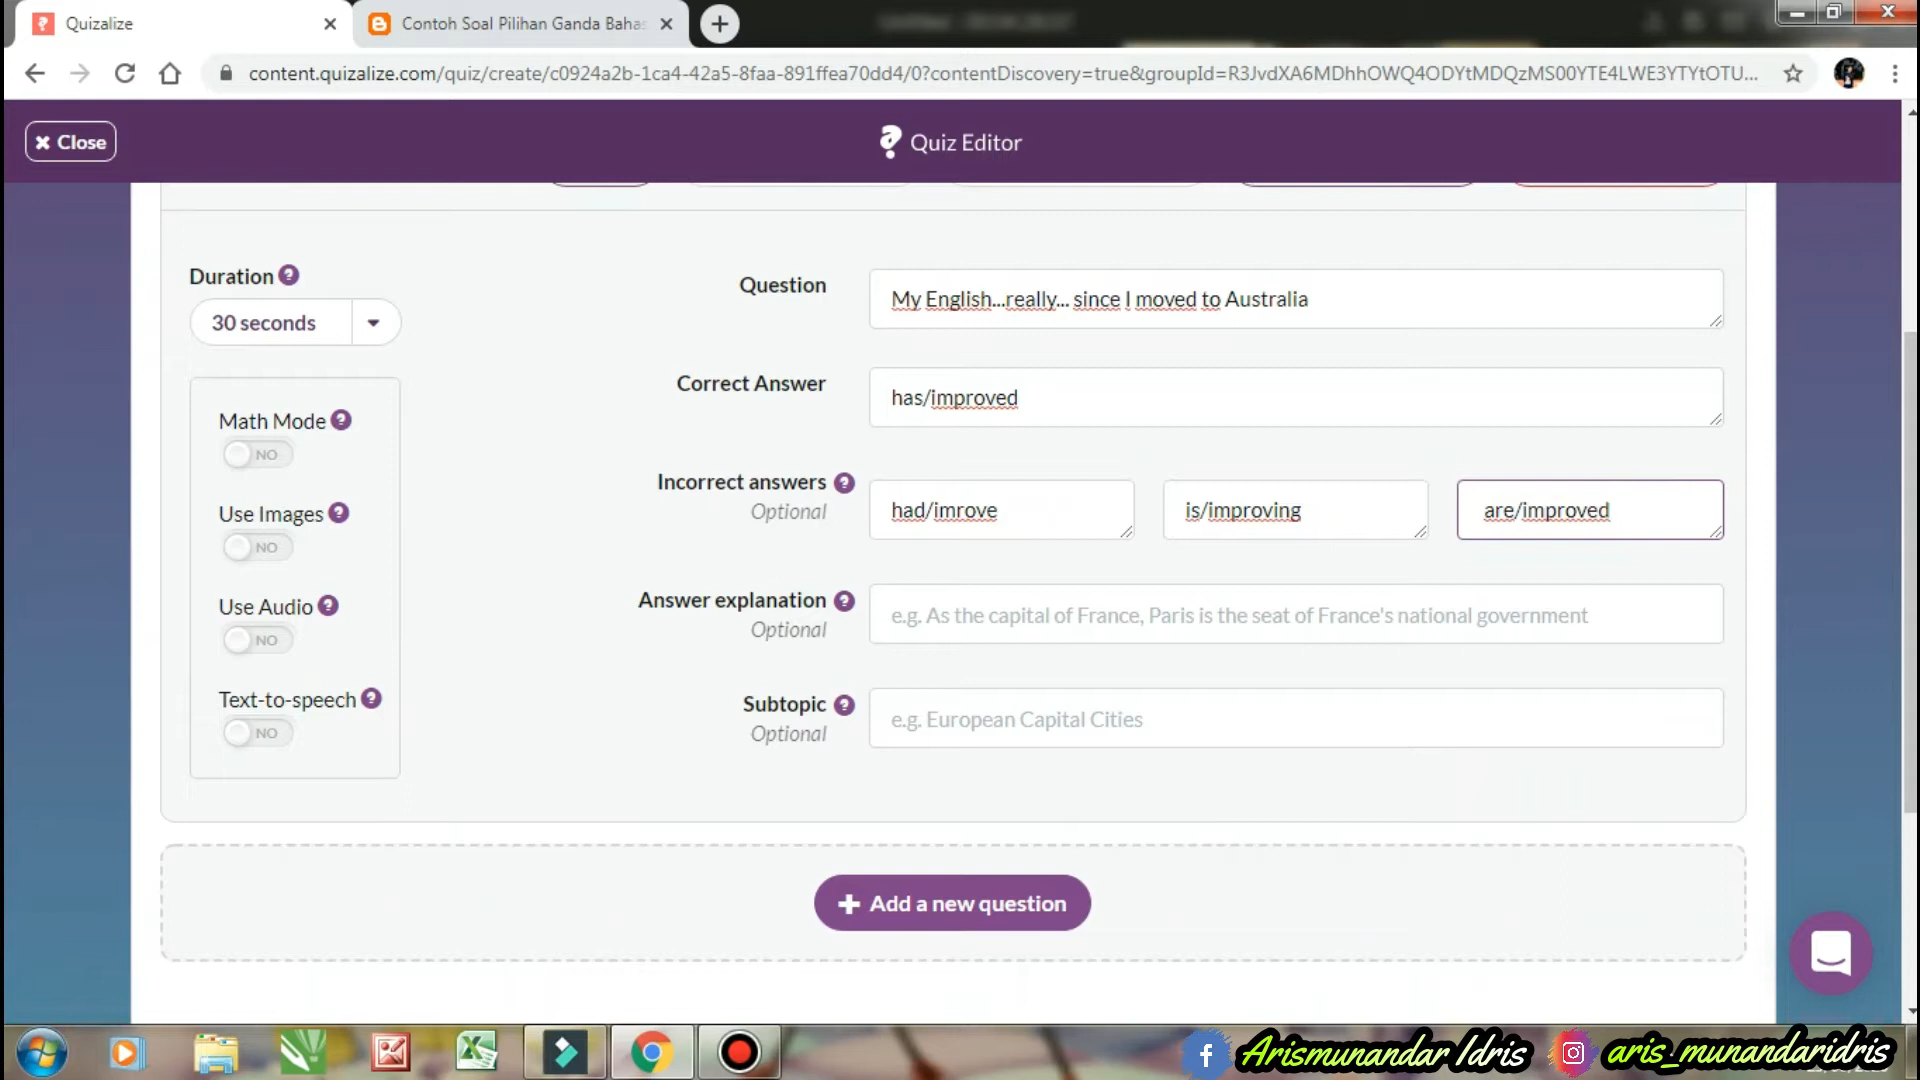 Quizalize
Contoh Soal Pilihan Ganda Bahas
content.quizalize.com/quiz/create/c0924a2b-1ca4-42a5-8faa-891ffea70dd4/0?contentDiscovery=true&groupId=R3JvdXA6MDhhOWQ4ODYtMDQzMS00YTE4LWE3YTYtOTU...
Close
Quiz Editor
Duration ?
30 seconds
Question
My English...really... since I moved to Australia
Correct Answer
has/improved
Math Mode ?
NO
Incorrect answers ?
Optional
had/imrove
is/improving
are/improved
Use Images ?
NO
Answer explanation ?
Optional
e.g. As the capital of France, Paris is the seat of France's national government
Use Audio ?
NO
Text-to-speech ?
NO
Subtopic ?
Optional
e.g. European Capital Cities
+ Add a new question
Arismunandar Idris
aris_munandaridris